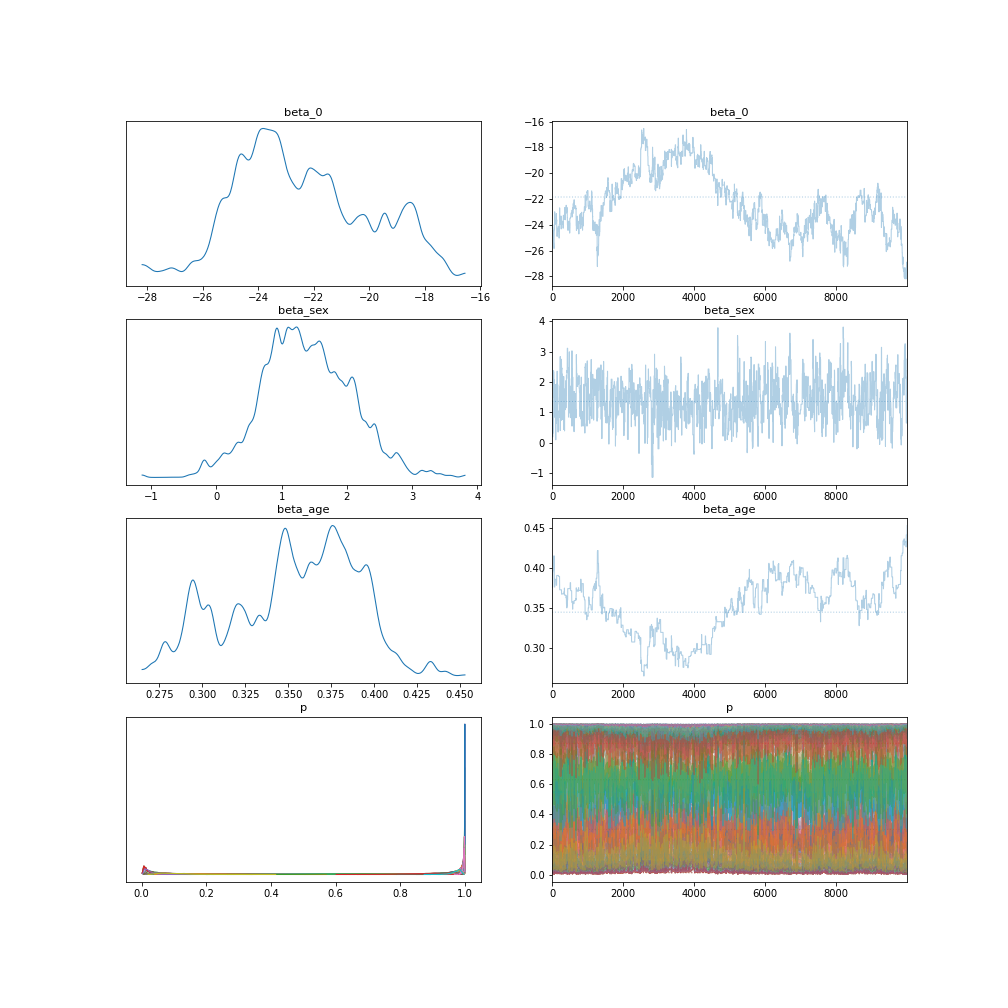 beta_0
beta_0
−16
−18
−20
−22
−24
−26
−28
−28 −26 −24 −22 −20 −18 −16
0 2000 4000 6000 8000
beta_sex
beta_sex
4
3
2
1
0
−1
−1 0 1 2 3 4
0 2000 4000 6000 8000
beta_age
beta_age
0.45
0.40
0.35
0.30
0.275 0.300 0.325 0.350 0.375 0.400 0.425 0.450
0 2000 4000 6000 8000
p
p
1.0
0.8
0.6
0.4
0.2
0.0
0.0 0.2 0.4 0.6 0.8 1.0
0 2000 4000 6000 8000